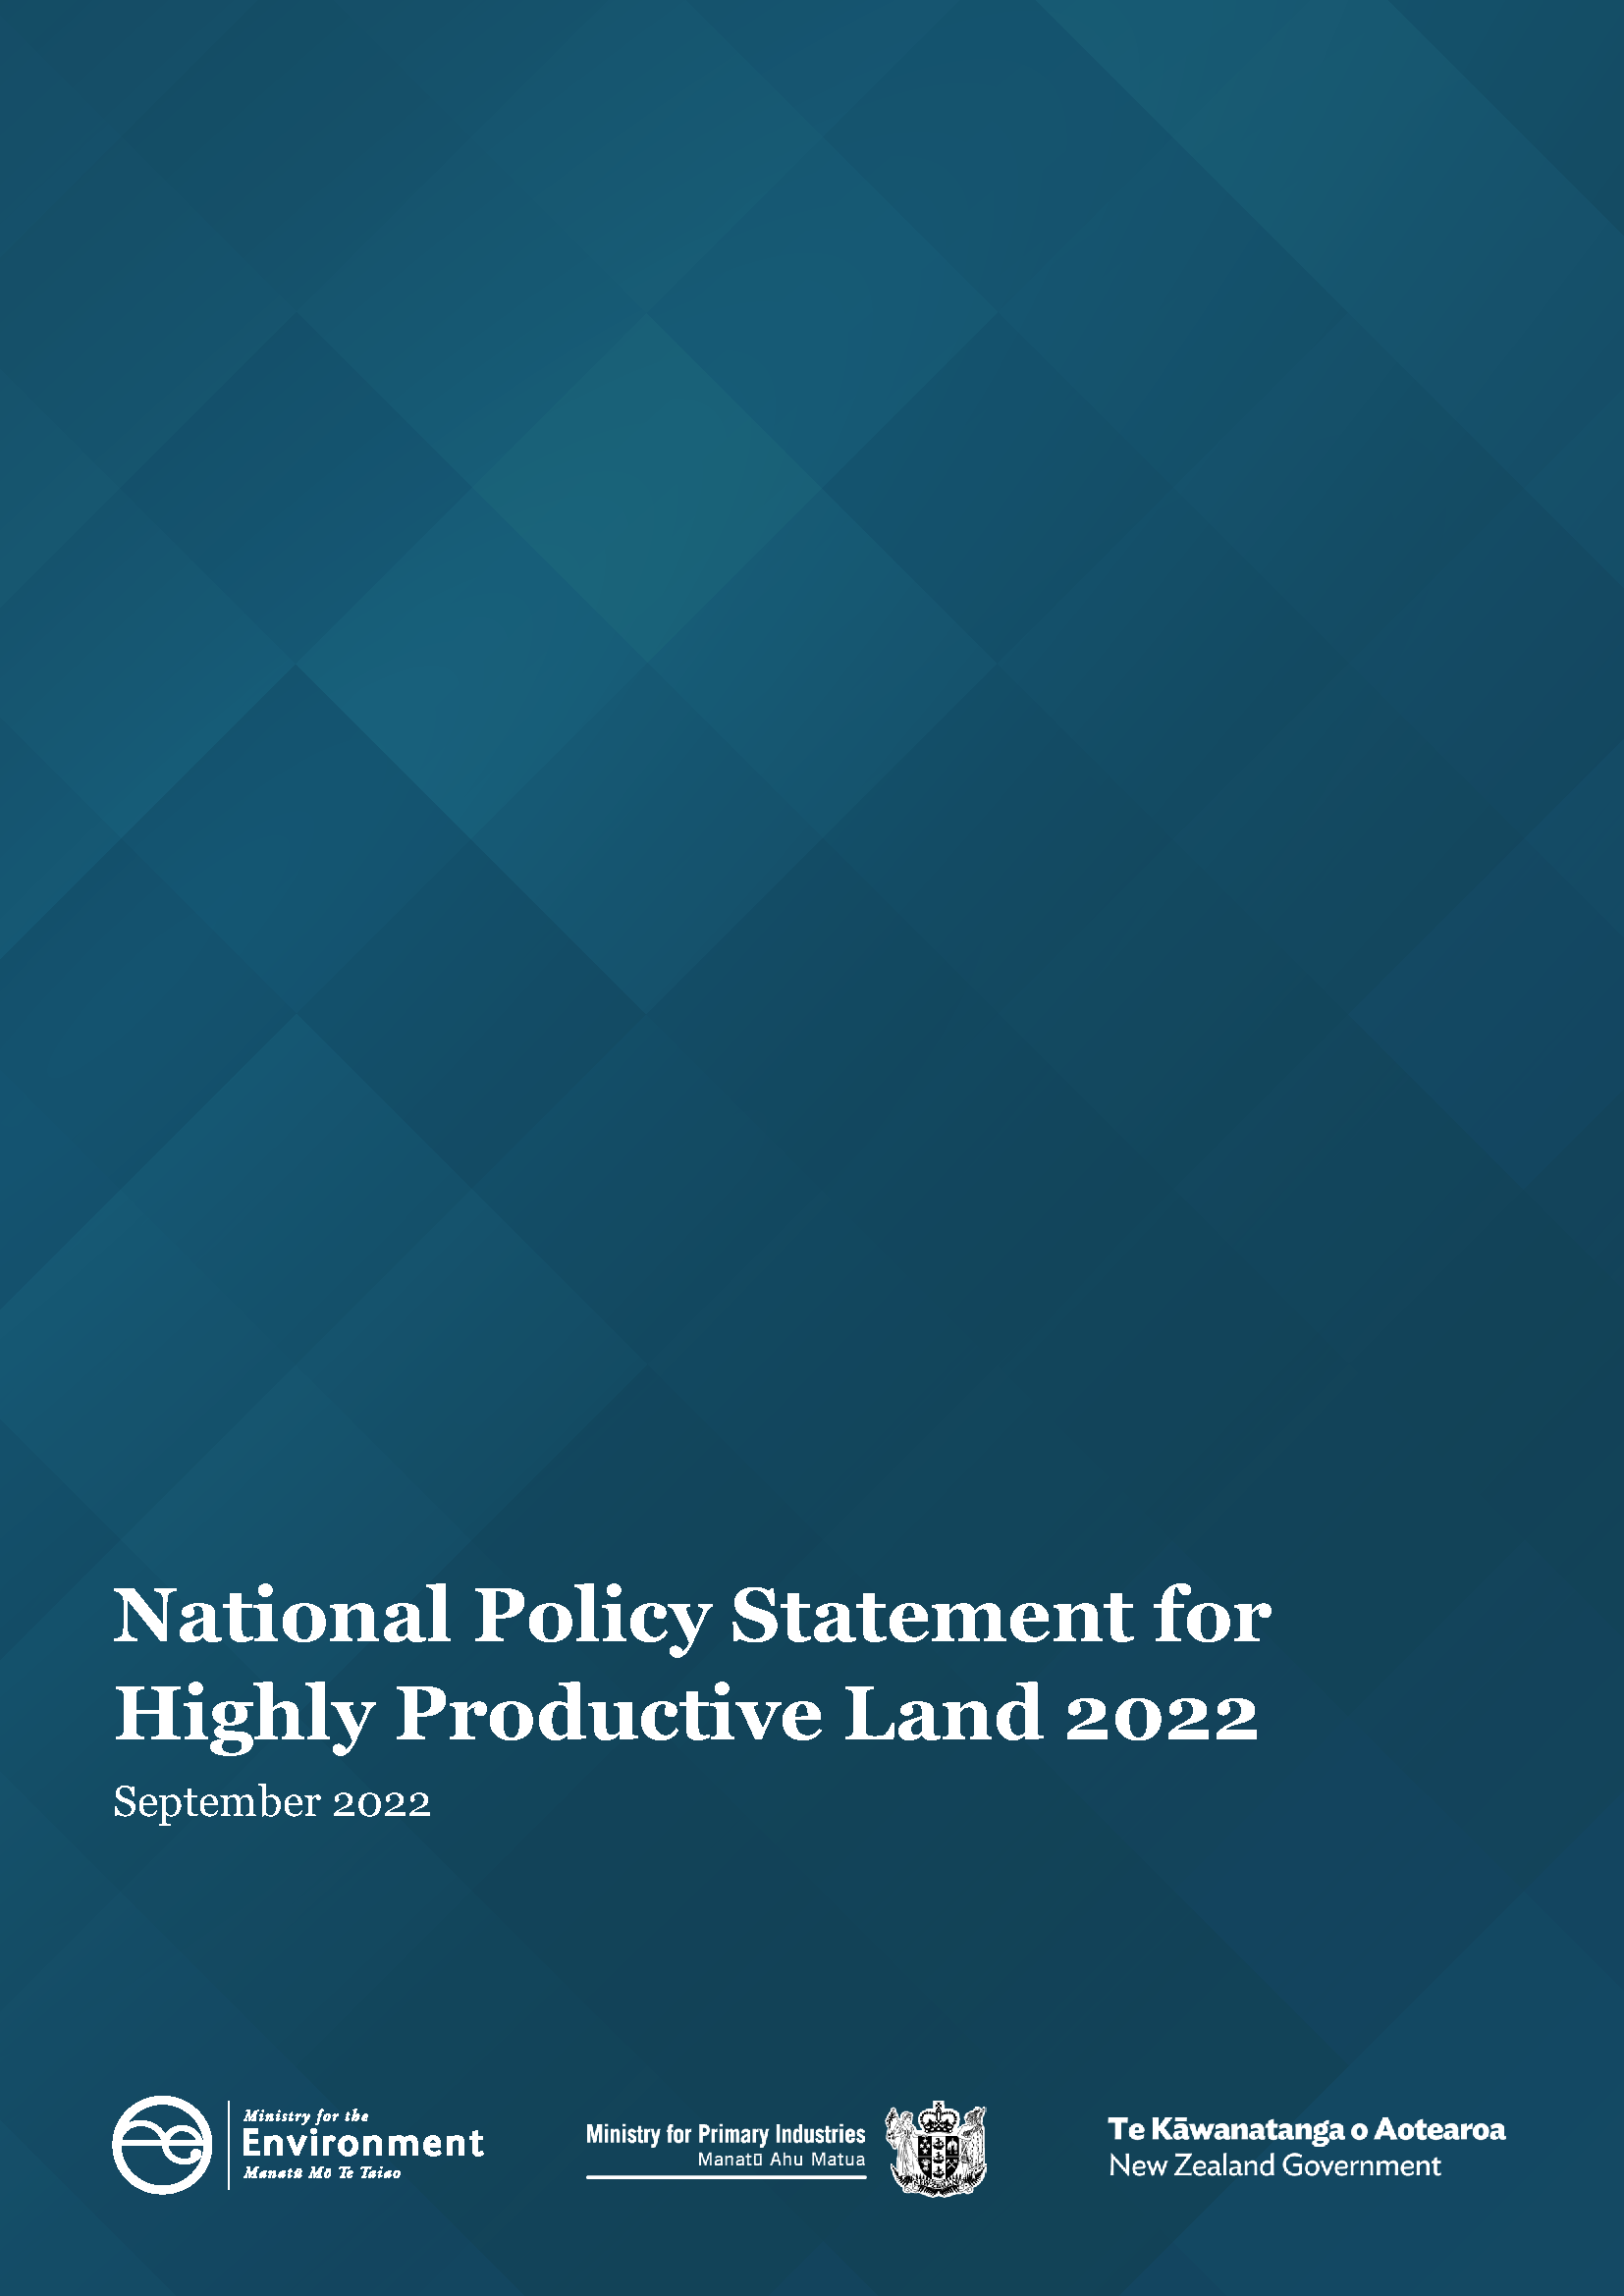 National Policy Statement for
Highly Productive Land 2022
September 2022
Ministry for the
Environment
Manatū Mō Te Taiao
Ministry for Primary Industries
Manat▯ Ahu Matua
Te Kāwanatanga o Aotearoa
New Zealand Government